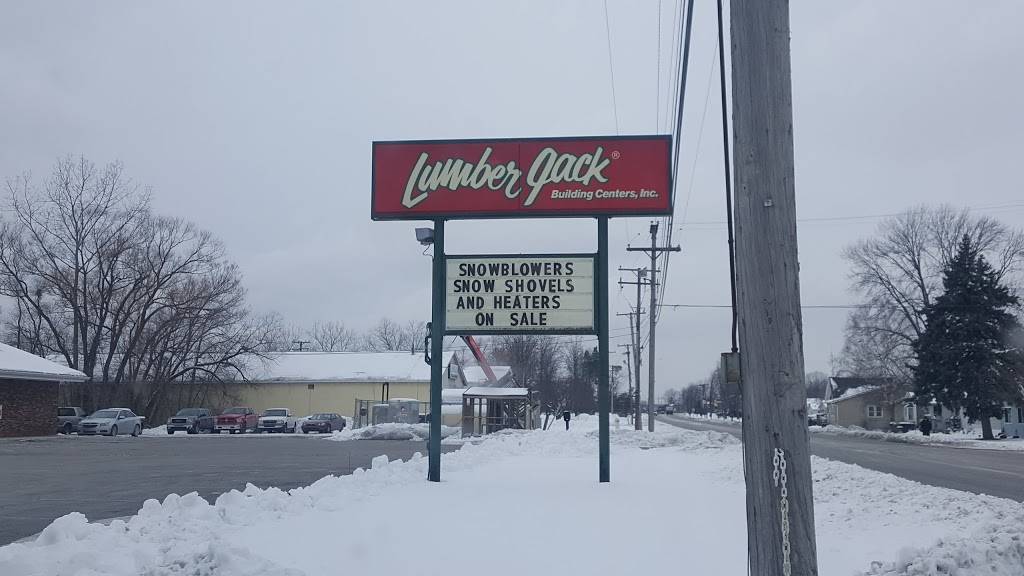 Lumber Jack®
Building Centers, Inc.
SNOWBLOWERS
SNOW SHOVELS
AND HEATERS
ON SALE